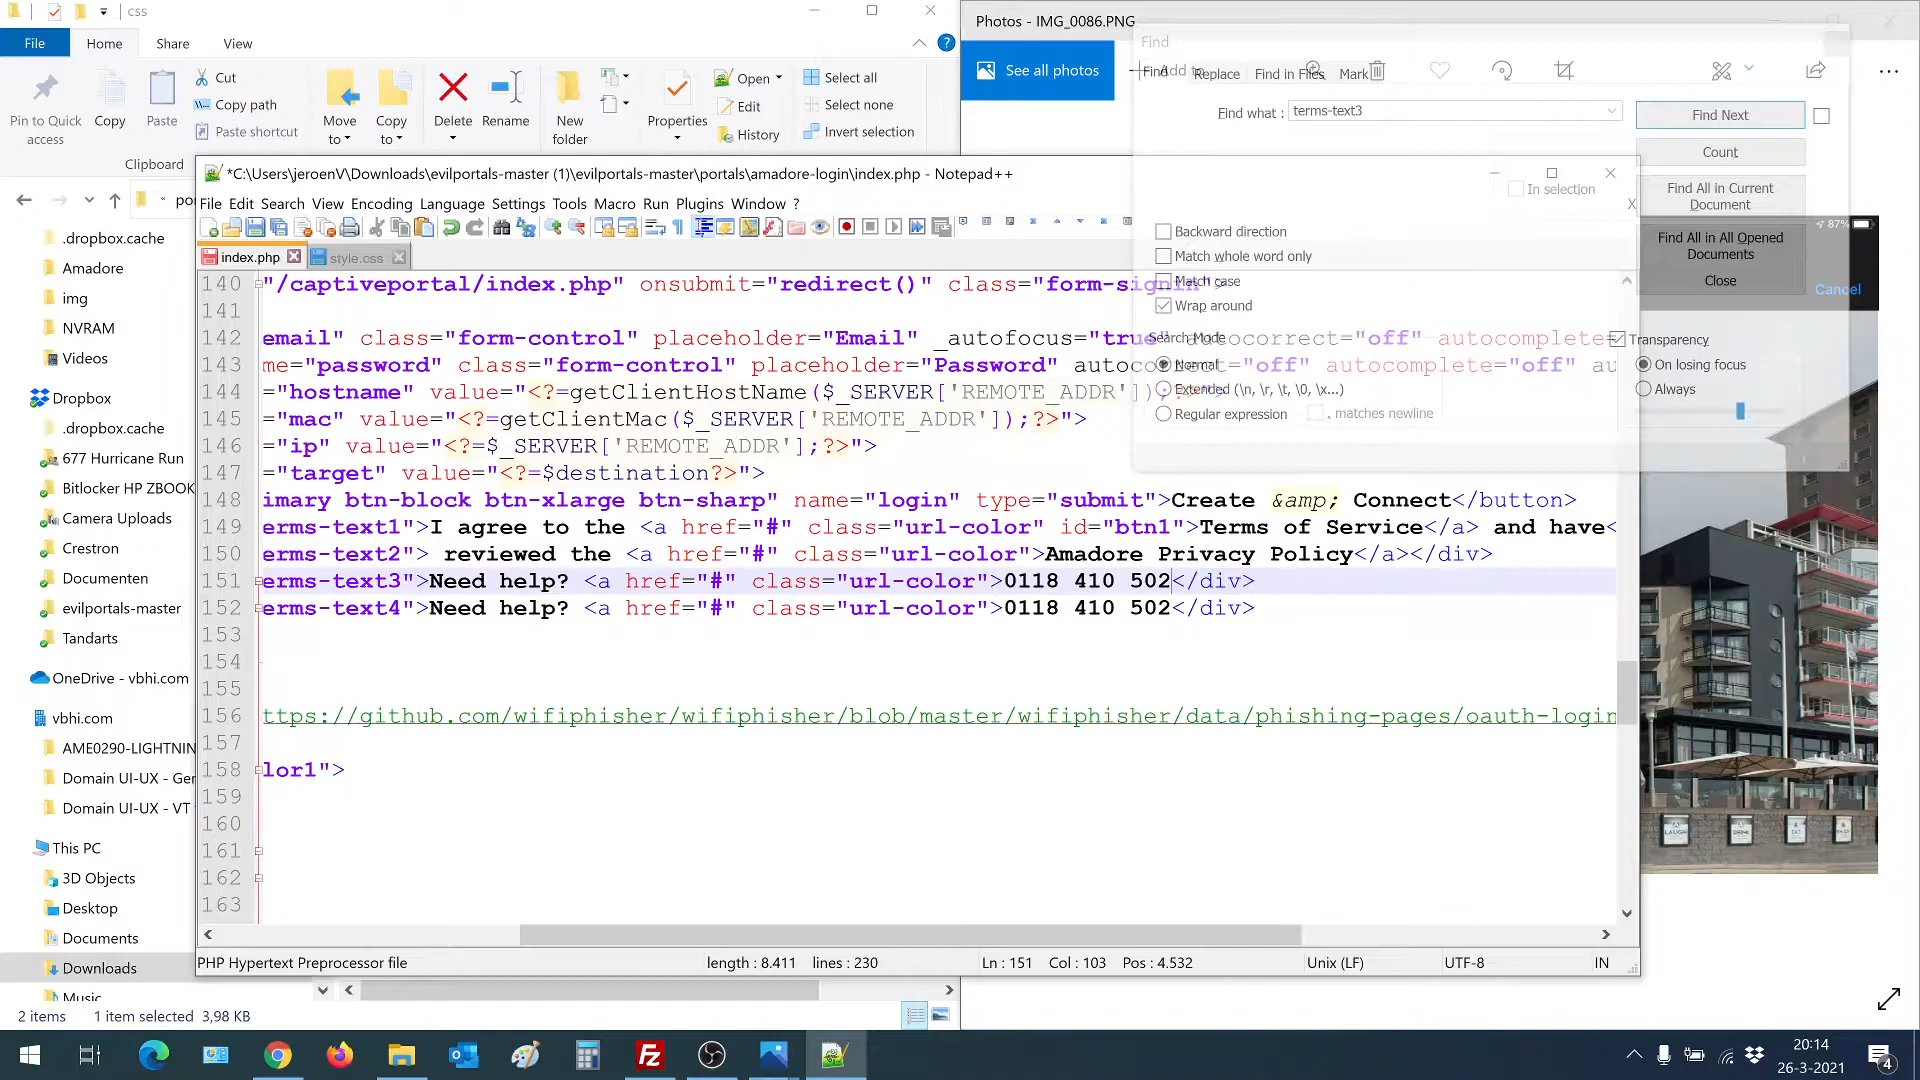 css
File Home Share View
Pin to Quick access
Copy
Paste
Cut
Copy path
Paste shortcut
Clipboard
Move to
Copy to
Delete
Rename
New folder
Properties
Open
Edit
History
Select all
Select none
Invert selection
Photos - IMG_0086.PNG
See all photos
Add to
Find
Find Replace Find in Files Mark
Find what : terms-text3
Find Next
Count
Find All in Current Document
Find All in All Opened Documents
Close
In selection
Backward direction
Match whole word only
Match case
Wrap around
Search Mode
Normal
Extended (\n, \r, \t, \0, \x...)
Regular expression
. matches newline
Transparency
On losing focus
Always
87%
Cancel
*C:\Users\jeroenV\Downloads\evilportals-master (1)\evilportals-master\portals\amadore-login\index.php - Notepad++
File Edit Search View Encoding Language Settings Tools Macro Run Plugins Window ?
X
index.php style.css
140 "/captiveportal/index.php" onsubmit="redirect()" class="form-signin">
141
142 email" class="form-control" placeholder="Email" _autofocus="true" autocorrect="off" autocomplete=
143 me="password" class="form-control" placeholder="Password" autocorrect="off" autocomplete="off" au
144 ="hostname" value="<?=getClientHostName($_SERVER['REMOTE_ADDR']);?>">
145 ="mac" value="<?=getClientMac($_SERVER['REMOTE_ADDR']);?>">
146 ="ip" value="<?=$_SERVER['REMOTE_ADDR'];?>">
147 ="target" value="<?=$destination?>">
148 imary btn-block btn-xlarge btn-sharp" name="login" type="submit">Create &amp; Connect</button>
149 erms-text1">I agree to the <a href="#" class="url-color" id="btn1">Terms of Service</a> and have<
150 erms-text2"> reviewed the <a href="#" class="url-color">Amadore Privacy Policy</a></div>
151 erms-text3">Need help? <a href="#" class="url-color">0118 410 502</div>
152 erms-text4">Need help? <a href="#" class="url-color">0118 410 502</div>
153
154
155
156 ttps://github.com/wifiphisher/wifiphisher/blob/master/wifiphisher/data/phishing-pages/oauth-login
157
158 lor1">
159
160
161
162
163
PHP Hypertext Preprocessor file length : 8.411 lines : 230 Ln : 151 Col : 103 Pos : 4.532 Unix (LF) UTF-8 IN
« po
.dropbox.cache
Amadore
img
NVRAM
Videos
Dropbox
.dropbox.cache
677 Hurricane Run
Bitlocker HP ZBOOK
Camera Uploads
Crestron
Documenten
evilportals-master
Tandarts
OneDrive - vbhi.com
vbhi.com
AME0290-LIGHTNIN
Domain UI-UX - Ger
Domain UI-UX - VT
This PC
3D Objects
Desktop
Documents
Downloads
Music
2 items 1 item selected 3,98 KB
LAUGH DRINK EAT
20:14
26-3-2021
4